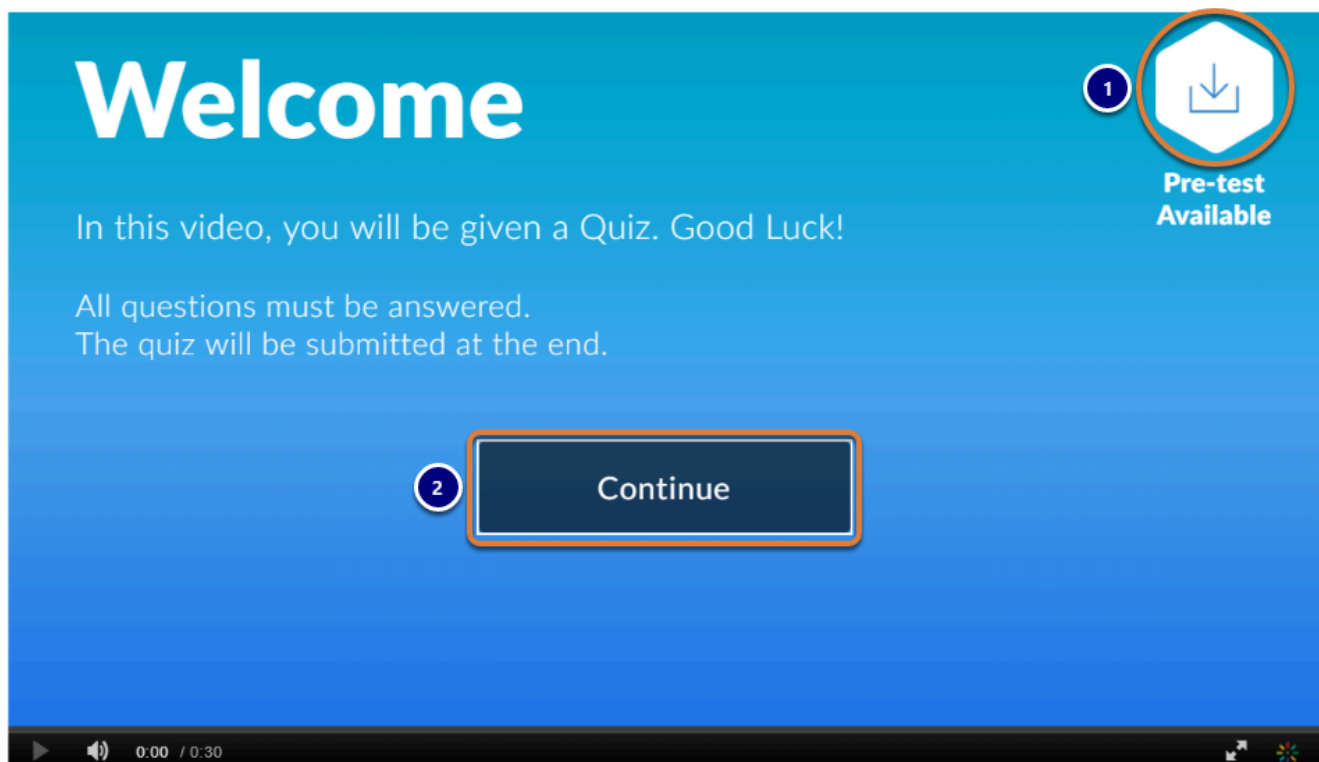 Welcome
1
Pre-test
Available
In this video, you will be given a Quiz. Good Luck!
All questions must be answered.
The quiz will be submitted at the end.
2
Continue
0:00 / 0:30